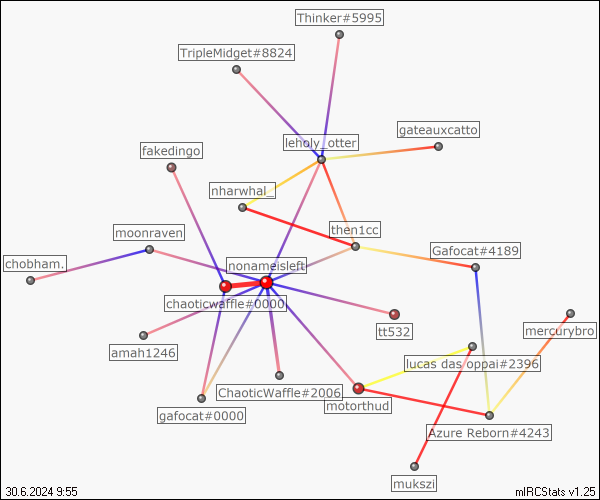 Thinker#5995
TripleMidget#8824
gateauxcatto
leholy_otter
fakedingo
nharwhal_
then1cc
moonraven
Gafocat#4189
chobham.
nonameisleft
chaoticwaffle#0000
mercurybro
tt532
amah1246
lucas das oppai#2396
ChaoticWaffle#2006
motorthud
gafocat#0000
Azure Reborn#4243
mukszi
30.6.2024 9:55
mIRCStats v1.25